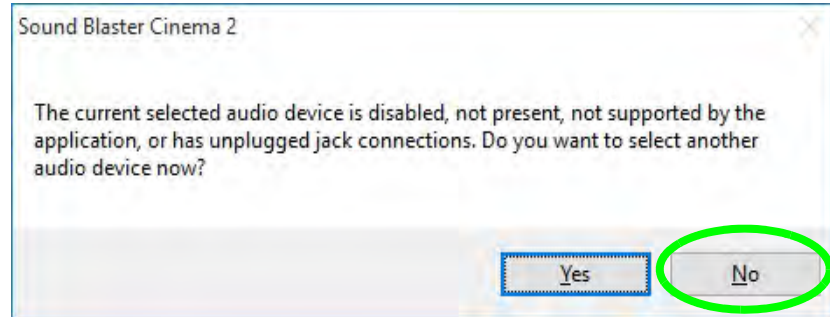 Sound Blaster Cinema 2
The current selected audio device is disabled, not present, not supported by the
application, or has unplugged jack connections. Do you want to select another
audio device now?
Yes
No